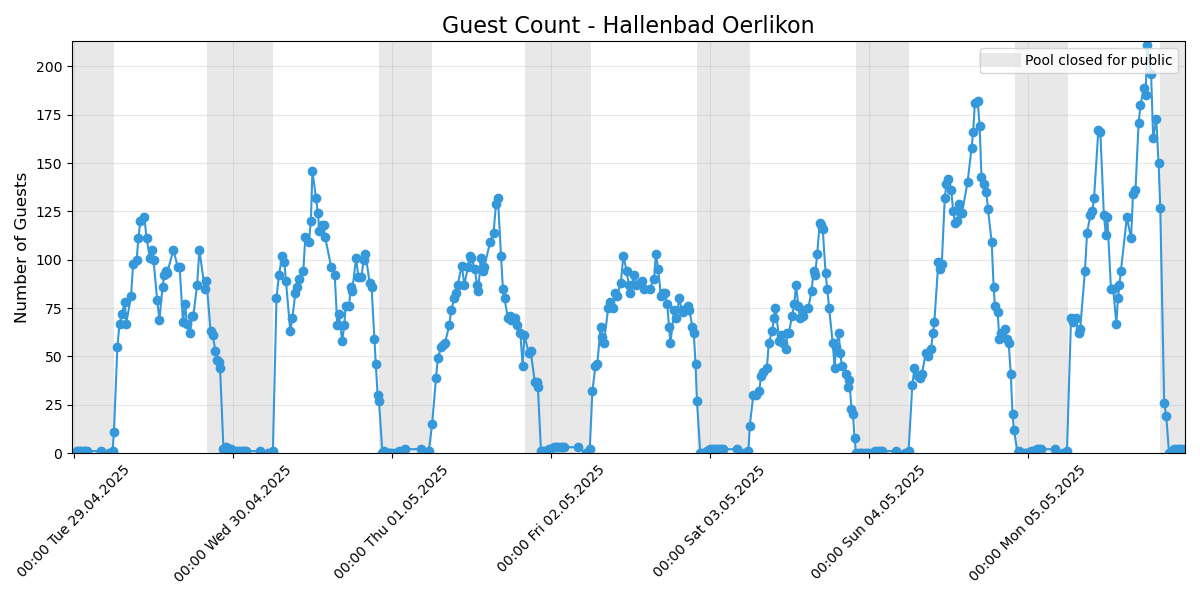 Guest Count - Hallenbad Oerlikon
Pool closed for public
Number of Guests
200
175
150
125
100
75
50
25
0
00:00 Tue 29.04.2025
00:00 Wed 30.04.2025
00:00 Thu 01.05.2025
00:00 Fri 02.05.2025
00:00 Sat 03.05.2025
00:00 Sun 04.05.2025
00:00 Mon 05.05.2025